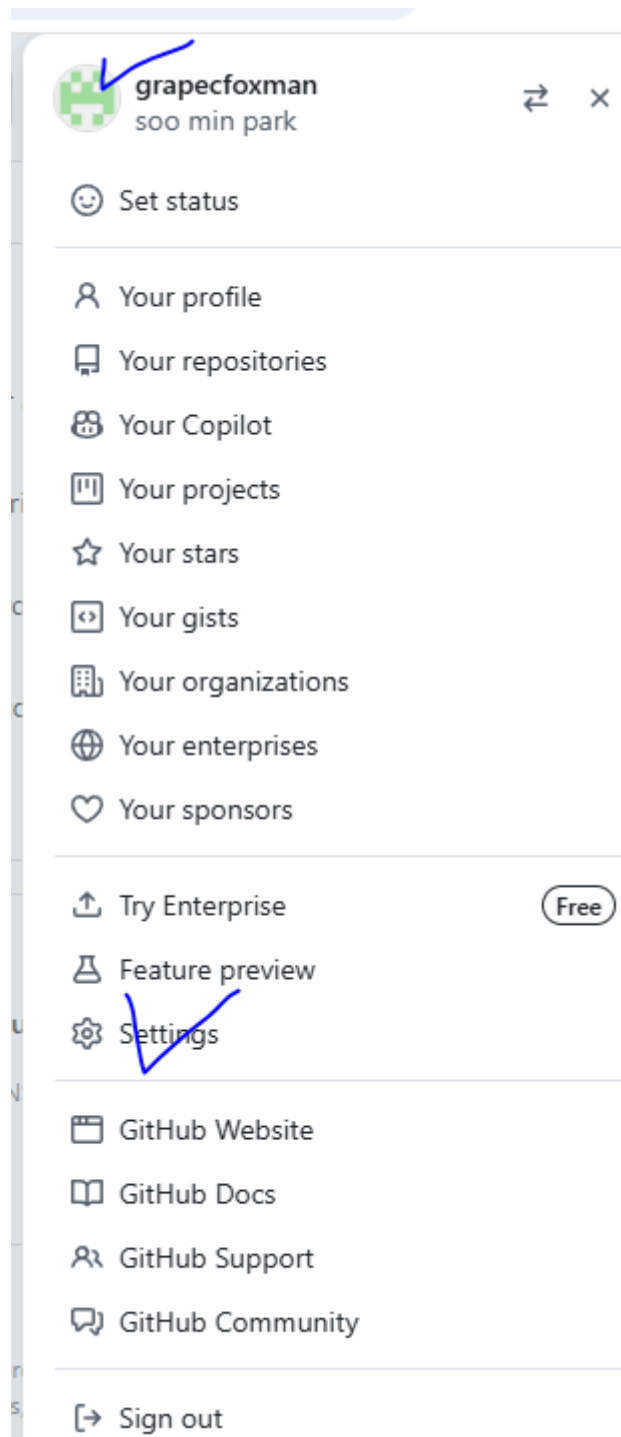 grapecfoxman
soo min park
Set status
Your profile
Your repositories
Your Copilot
Your projects
Your stars
Your gists
Your organizations
Your enterprises
Your sponsors
Try Enterprise Free
Feature preview
Settings
GitHub Website
GitHub Docs
GitHub Support
GitHub Community
Sign out